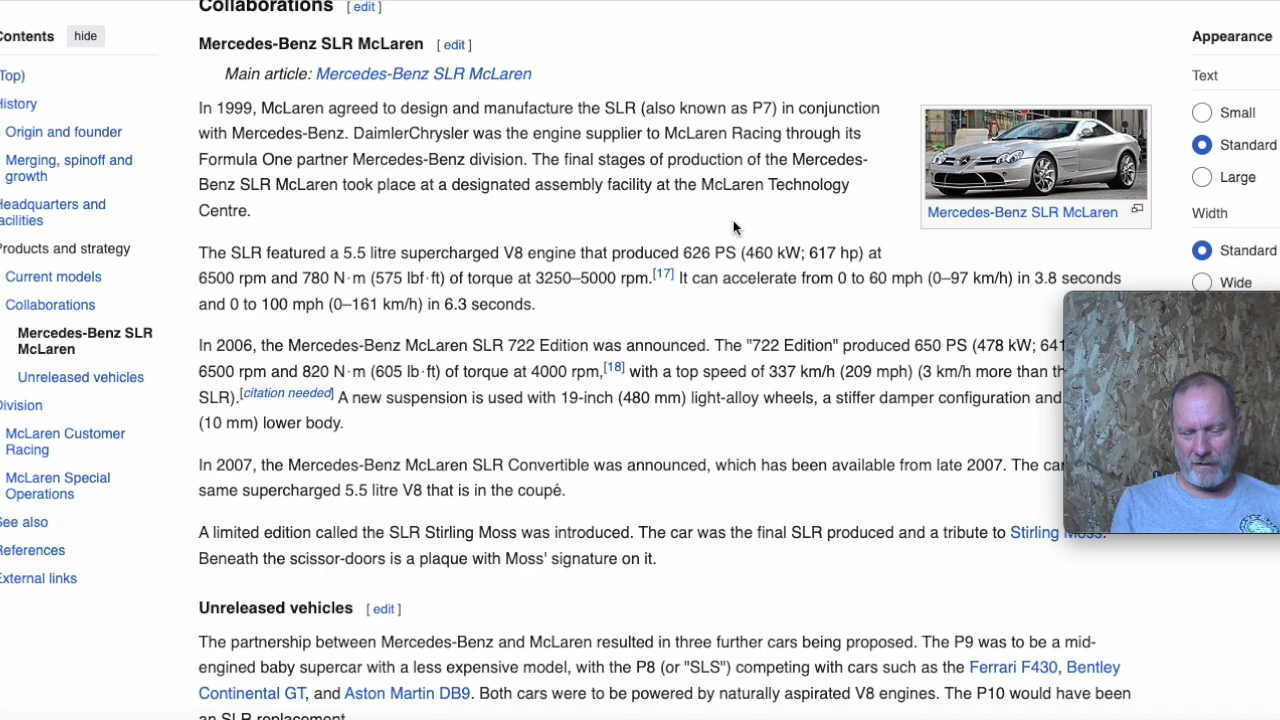 Collaborations [ edit ]
Contents hide
Appearance
Mercedes-Benz SLR McLaren [ edit ]
Main article: Mercedes-Benz SLR McLaren
(Top)
Text
History
In 1999, McLaren agreed to design and manufacture the SLR (also known as P7) in conjunction
Small
Origin and founder
with Mercedes-Benz. DaimlerChrysler was the engine supplier to McLaren Racing through its
Standard
Merging, spinoff and
growth
Formula One partner Mercedes-Benz division. The final stages of production of the Mercedes-
Large
Benz SLR McLaren took place at a designated assembly facility at the McLaren Technology
Headquarters and
facilities
Centre.
Mercedes-Benz SLR McLaren
Width
Products and strategy
The SLR featured a 5.5 litre supercharged V8 engine that produced 626 PS (460 kW; 617 hp) at
Standard
Current models
6500 rpm and 780 N·m (575 lbf·ft) of torque at 3250–5000 rpm.[17] It can accelerate from 0 to 60 mph (0–97 km/h) in 3.8 seconds
Wide
Collaborations
and 0 to 100 mph (0–161 km/h) in 6.3 seconds.
Mercedes-Benz SLR
McLaren
In 2006, the Mercedes-Benz McLaren SLR 722 Edition was announced. The "722 Edition" produced 650 PS (478 kW; 641
Unreleased vehicles
6500 rpm and 820 N·m (605 lb·ft) of torque at 4000 rpm,[18] with a top speed of 337 km/h (209 mph) (3 km/h more than th
Division
SLR).[citation needed] A new suspension is used with 19-inch (480 mm) light-alloy wheels, a stiffer damper configuration and
(10 mm) lower body.
McLaren Customer
Racing
In 2007, the Mercedes-Benz McLaren SLR Convertible was announced, which has been available from late 2007. The car
McLaren Special
Operations
same supercharged 5.5 litre V8 that is in the coupé.
See also
A limited edition called the SLR Stirling Moss was introduced. The car was the final SLR produced and a tribute to Stirling Moss.
References
Beneath the scissor-doors is a plaque with Moss' signature on it.
External links
Unreleased vehicles [ edit ]
The partnership between Mercedes-Benz and McLaren resulted in three further cars being proposed. The P9 was to be a mid-
engined baby supercar with a less expensive model, with the P8 (or "SLS") competing with cars such as the Ferrari F430, Bentley
Continental GT, and Aston Martin DB9. Both cars were to be powered by naturally aspirated V8 engines. The P10 would have been
an SLR replacement.